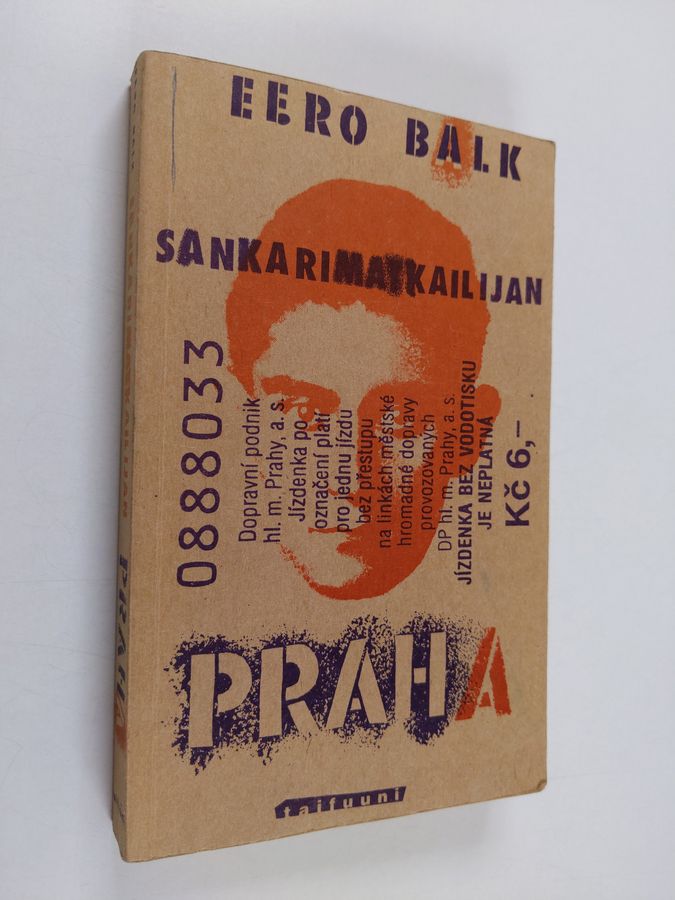 EERO BALK
SANKARIMATKAILIJAN
0888033
Dopravní podnik
hl. m. Prahy, a. s.
Jízdenka po
označení platí
pro jednu jízdu
bez přestupu
na linkách městské
hromadné dopravy
provozovaných
DP hl. m. Prahy, a. s.
JÍZDENKA BEZ VODOTISKU
JE NEPLATNÁ
Kč 6,–
PRAHA
taifuuni
PRAHA